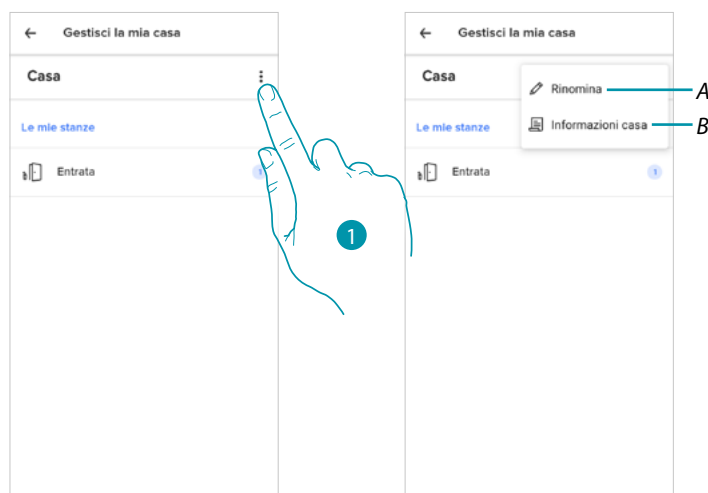 Gestisci la mia casa
Casa
Le mie stanze
Entrata
1
1
Gestisci la mia casa
Casa
Rinomina
A
Informazioni casa
B
Le mie stanze
Entrata
1